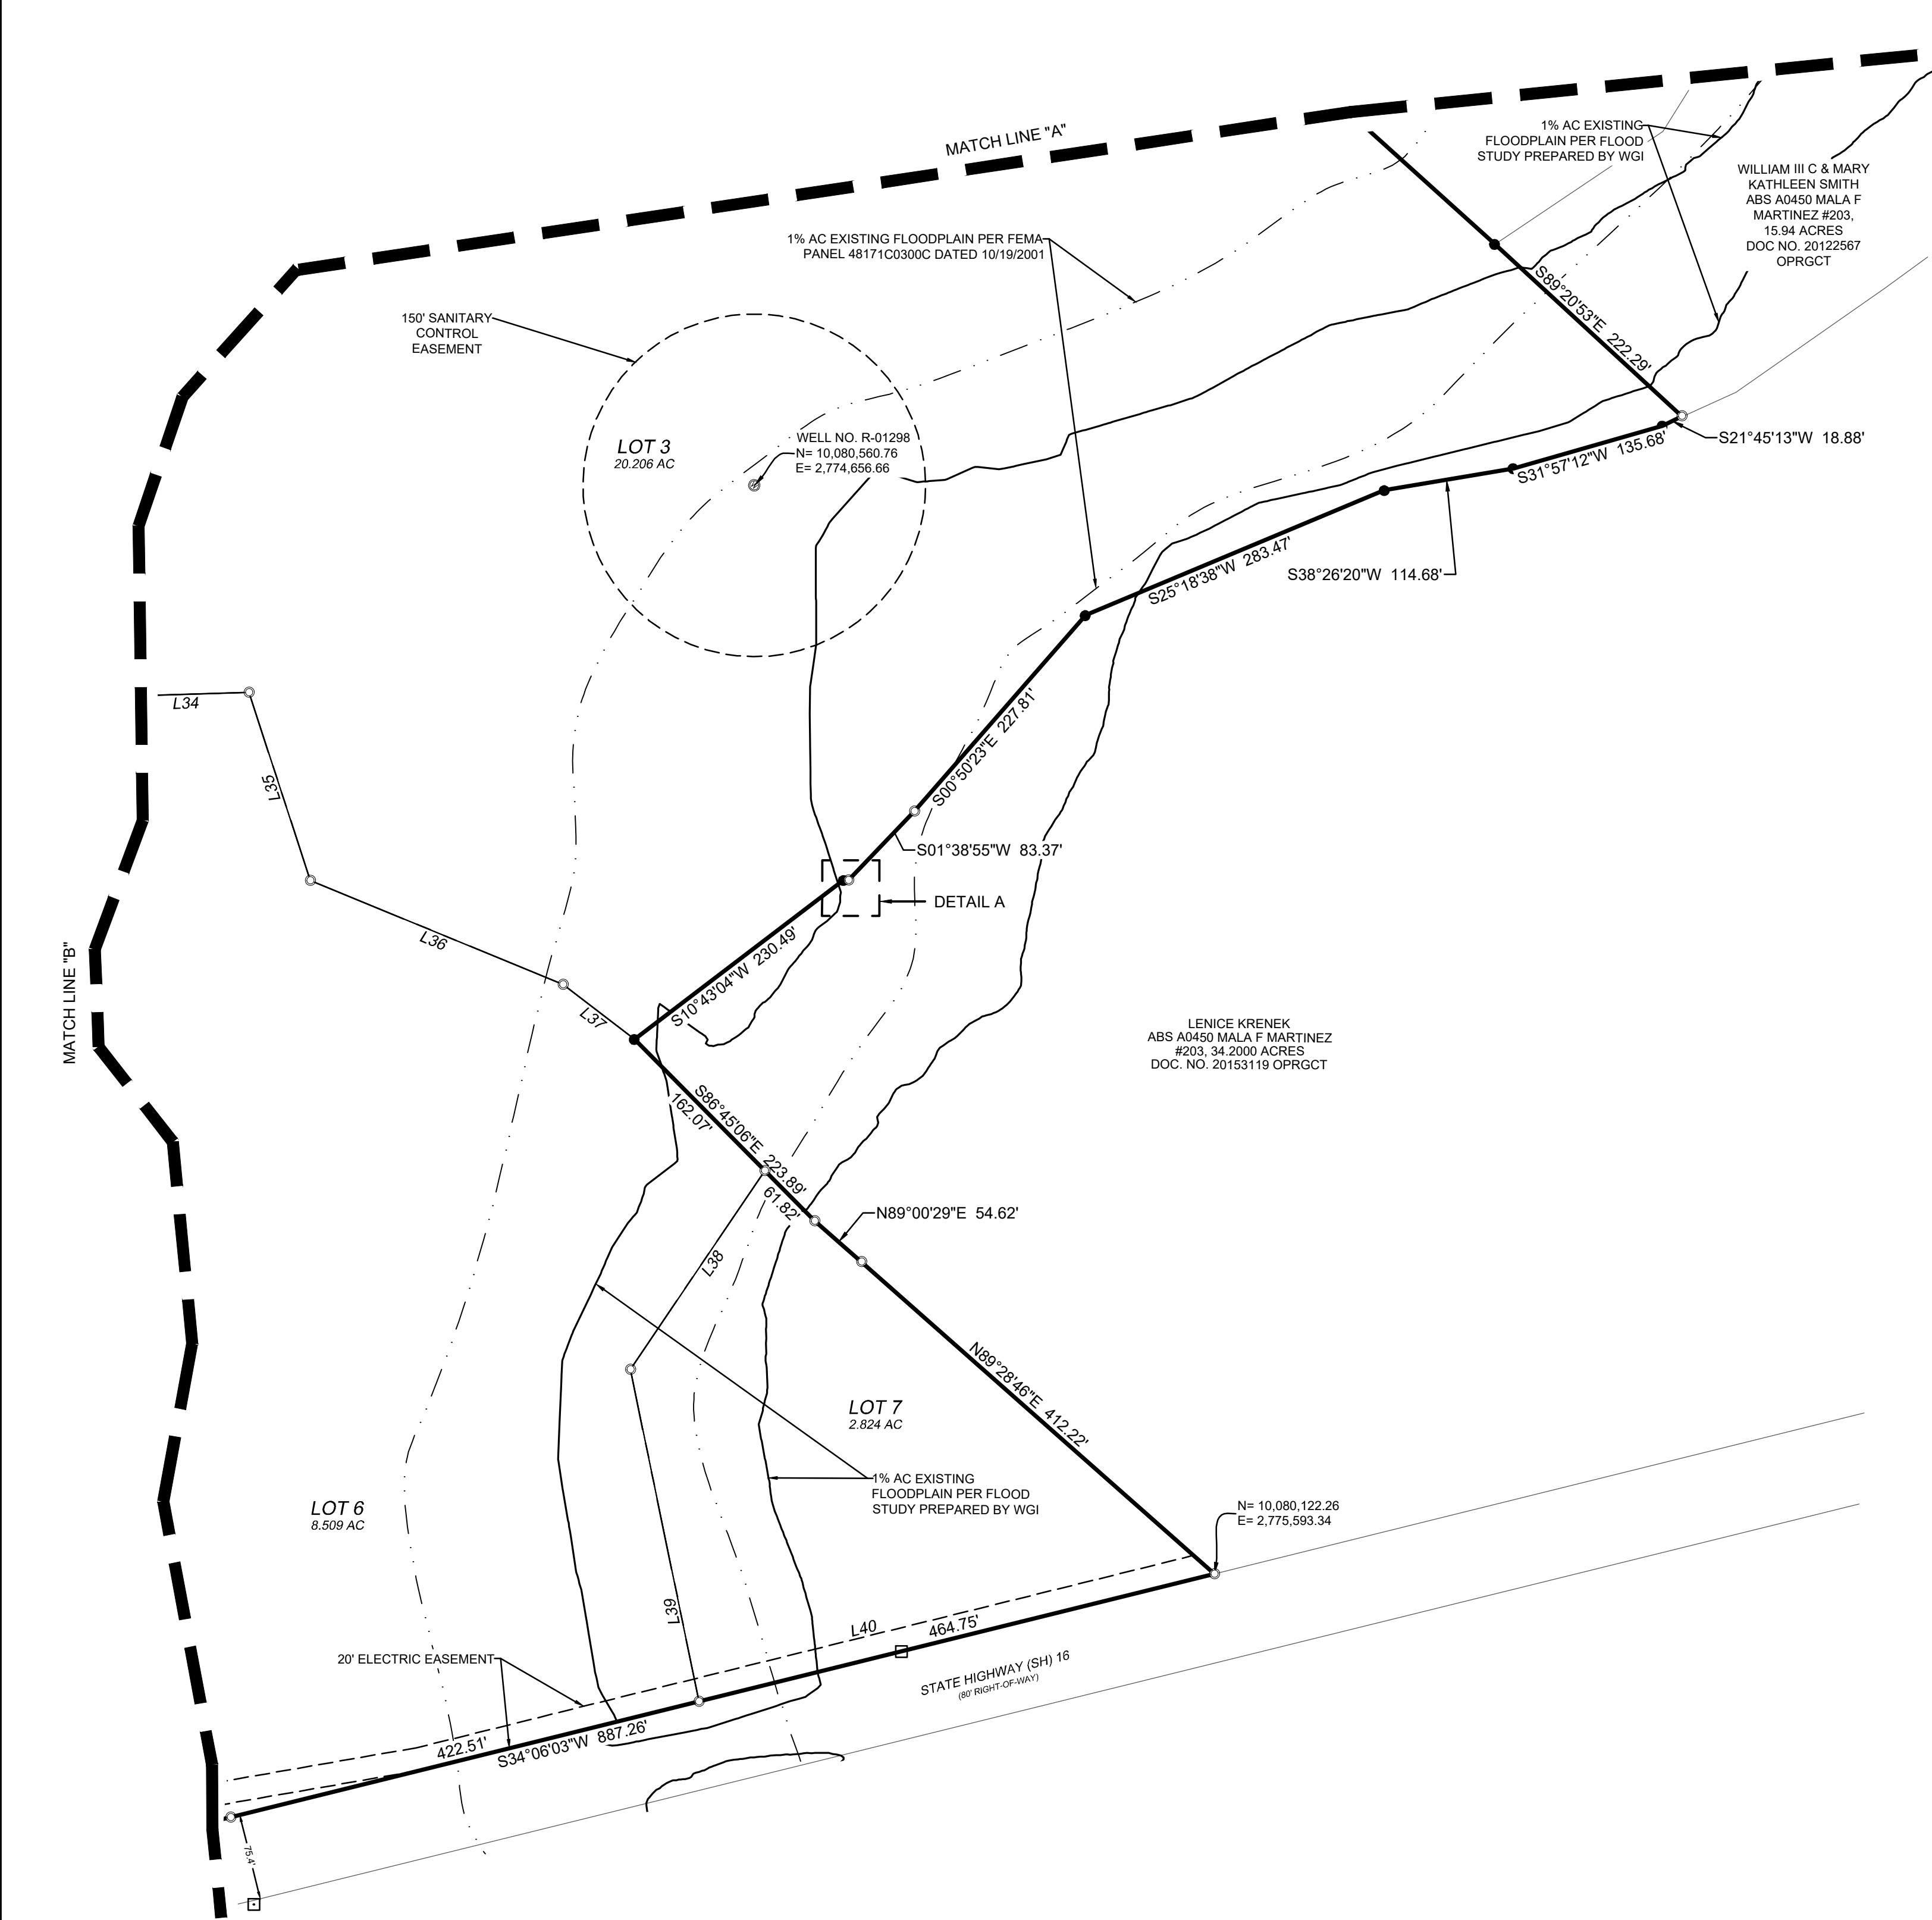 MATCH LINE "A"
1% AC EXISTING
FLOODPLAIN PER FLOOD
STUDY PREPARED BY WGI
WILLIAM III C & MARY
KATHLEEN SMITH
ABS A0450 MALA F
MARTINEZ #203,
15.94 ACRES
DOC NO. 20122567
OPRGCT
1% AC EXISTING FLOODPLAIN PER FEMA
PANEL 48171C0300C DATED 10/19/2001
S89°20'53"E 222.29'
150' SANITARY
CONTROL
EASEMENT
LOT 3
20.206 AC
WELL NO. R-01298
N= 10,080,560.76
E= 2,774,656.66
S21°45'13"W 18.88'
S31°57'12"W 135.68'
S38°26'20"W 114.68'
S25°18'38"W 283.47'
L34
L35
S00°50'23"E 227.81'
S01°38'55"W 83.37'
DETAIL A
L36
S10°43'04"W 230.49'
L37
MATCH LINE "B"
LENICE KRENEK
ABS A0450 MALA F MARTINEZ
#203, 34.2000 ACRES
DOC. NO. 20153119 OPRGCT
S86°45'06"E 223.89'
162.07'
61.82'
N89°00'29"E 54.62'
L38
N89°28'46"E 412.22'
LOT 7
2.824 AC
1% AC EXISTING
FLOODPLAIN PER FLOOD
STUDY PREPARED BY WGI
LOT 6
8.509 AC
N= 10,080,122.26
E= 2,775,593.34
L39
L40
464.75'
20' ELECTRIC EASEMENT
STATE HIGHWAY (SH) 16
(80' RIGHT-OF-WAY)
422.51'
S34°06'03"W 887.26'
75.4'